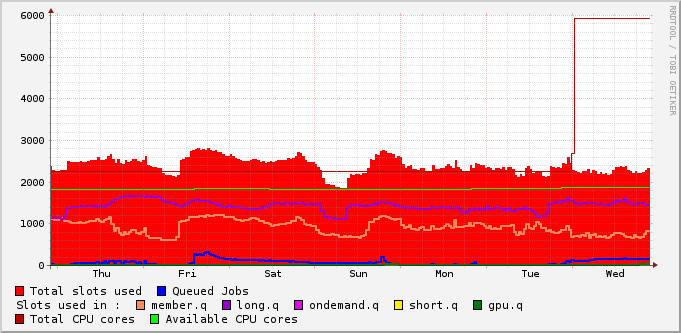 6000
5000
4000
3000
2000
1000
0
Thu Fri Sat Sun Mon Tue Wed
Total slots used Queued Jobs
Slots used in : member.q long.q ondemand.q short.q gpu.q
Total CPU cores Available CPU cores
RRDTOOL / TOBI OETIKER